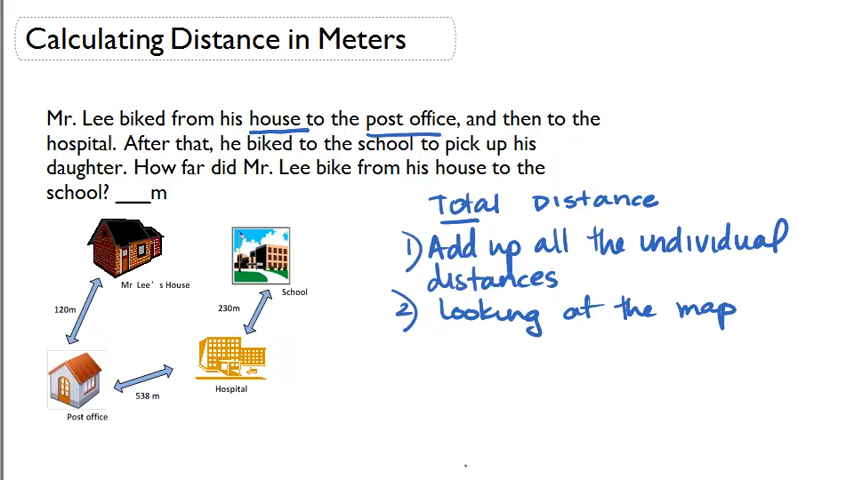 Calculating Distance in Meters
Mr. Lee biked from his house to the post office, and then to the
hospital. After that, he biked to the school to pick up his
daughter. How far did Mr. Lee bike from his house to the
school? ___m
Total Distance
1) Add up all the individual
distances
2) Looking at the map
Mr Lee's House
School
120m
230m
Hospital
538 m
Post office